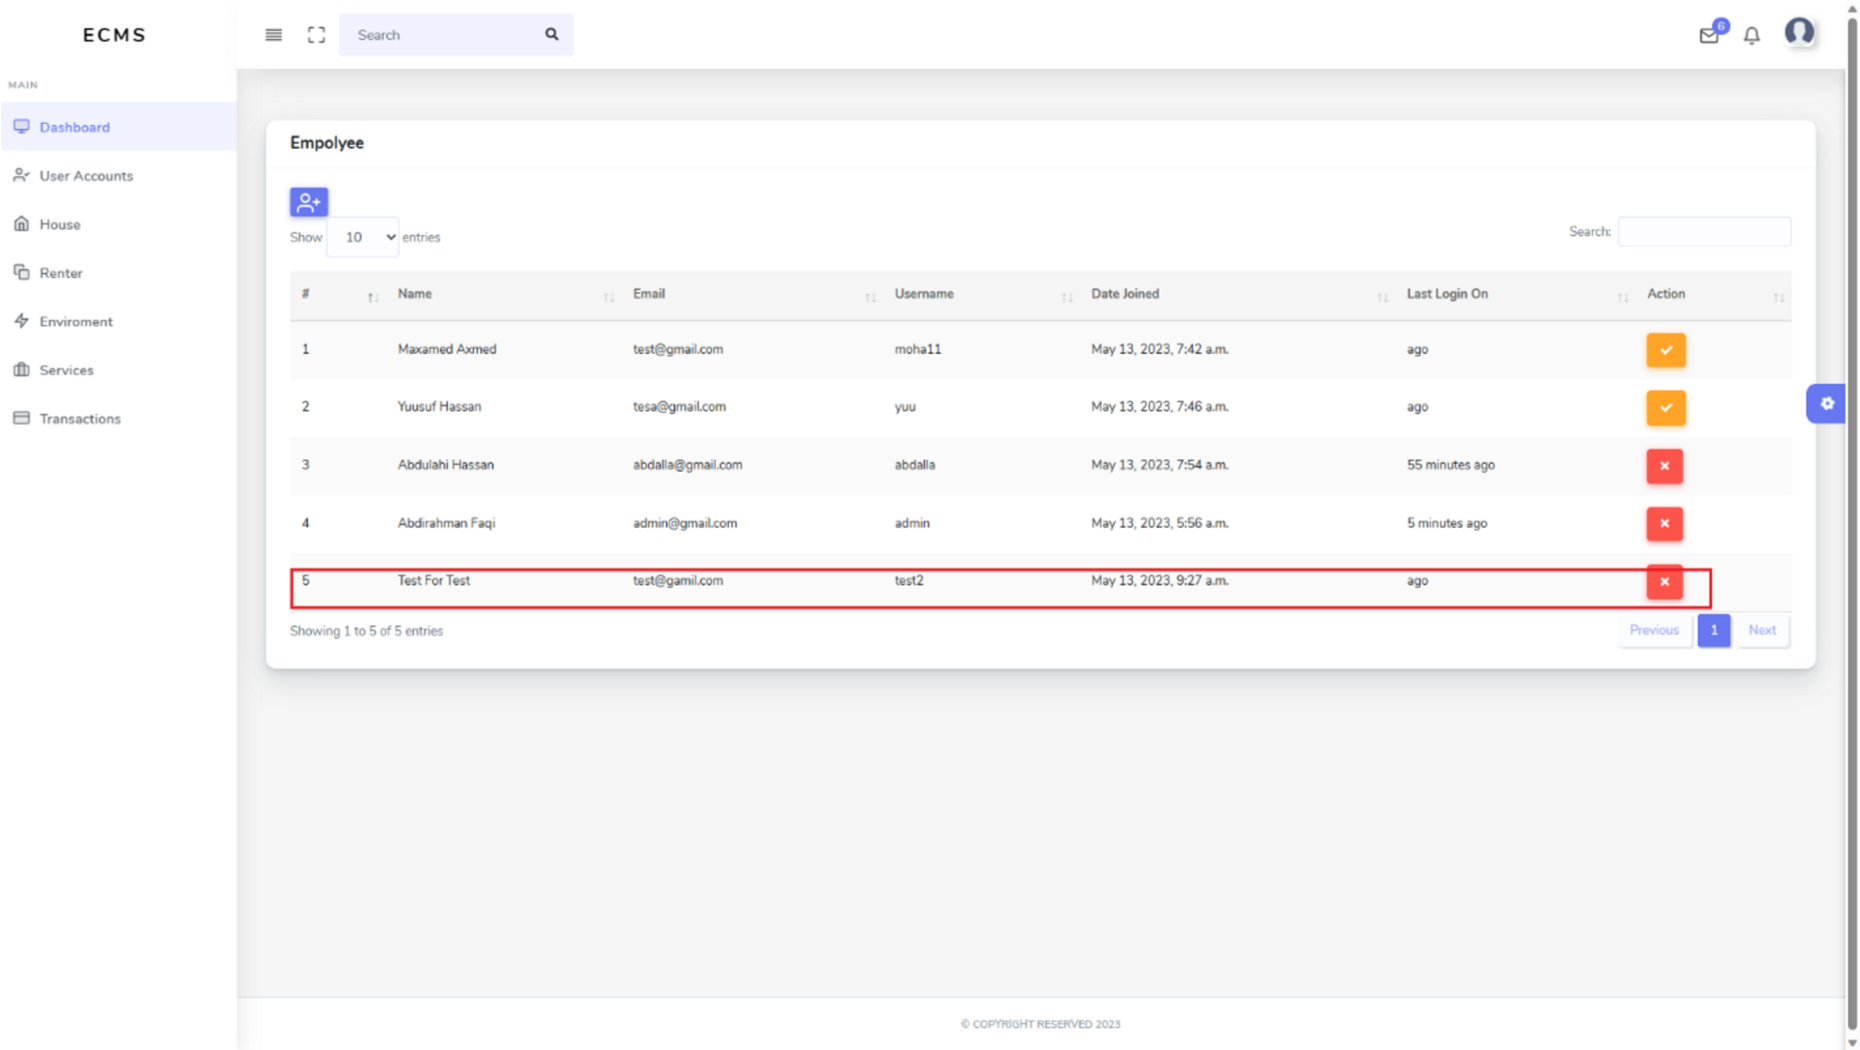 ECMS
Search
6
MAIN
Dashboard
User Accounts
House
Renter
Enviroment
Services
Transactions
Empolyee
Show 10 entries
Search:
# Name Email Username Date Joined Last Login On Action
1 Maxamed Axmed test@gmail.com moha11 May 13, 2023, 7:42 a.m. ago
2 Yuusuf Hassan tesa@gmail.com yuu May 13, 2023, 7:46 a.m. ago
3 Abdulahi Hassan abdalla@gmail.com abdalla May 13, 2023, 7:54 a.m. 55 minutes ago
4 Abdirahman Faqi admin@gmail.com admin May 13, 2023, 5:56 a.m. 5 minutes ago
5 Test For Test test@gamil.com test2 May 13, 2023, 9:27 a.m. ago
Showing 1 to 5 of 5 entries
Previous 1 Next
© COPYRIGHT RESERVED 2023